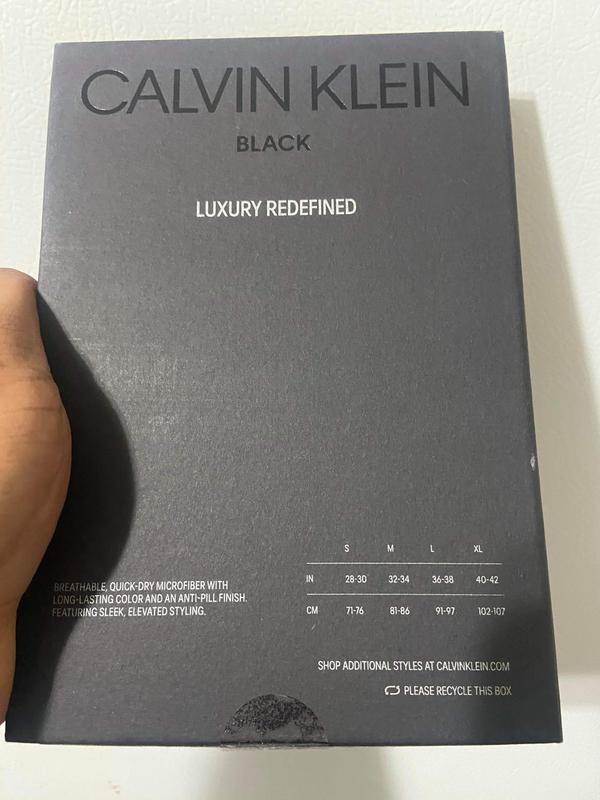 CALVIN KLEIN
BLACK
LUXURY REDEFINED
S M L XL
IN 28-30 32-34 36-38 40-42
CM 71-76 81-86 91-97 102-107
BREATHABLE, QUICK-DRY MICROFIBER WITH
LONG-LASTING COLOR AND AN ANTI-PILL FINISH.
FEATURING SLEEK, ELEVATED STYLING.
SHOP ADDITIONAL STYLES AT CALVINKLEIN.COM
PLEASE RECYCLE THIS BOX